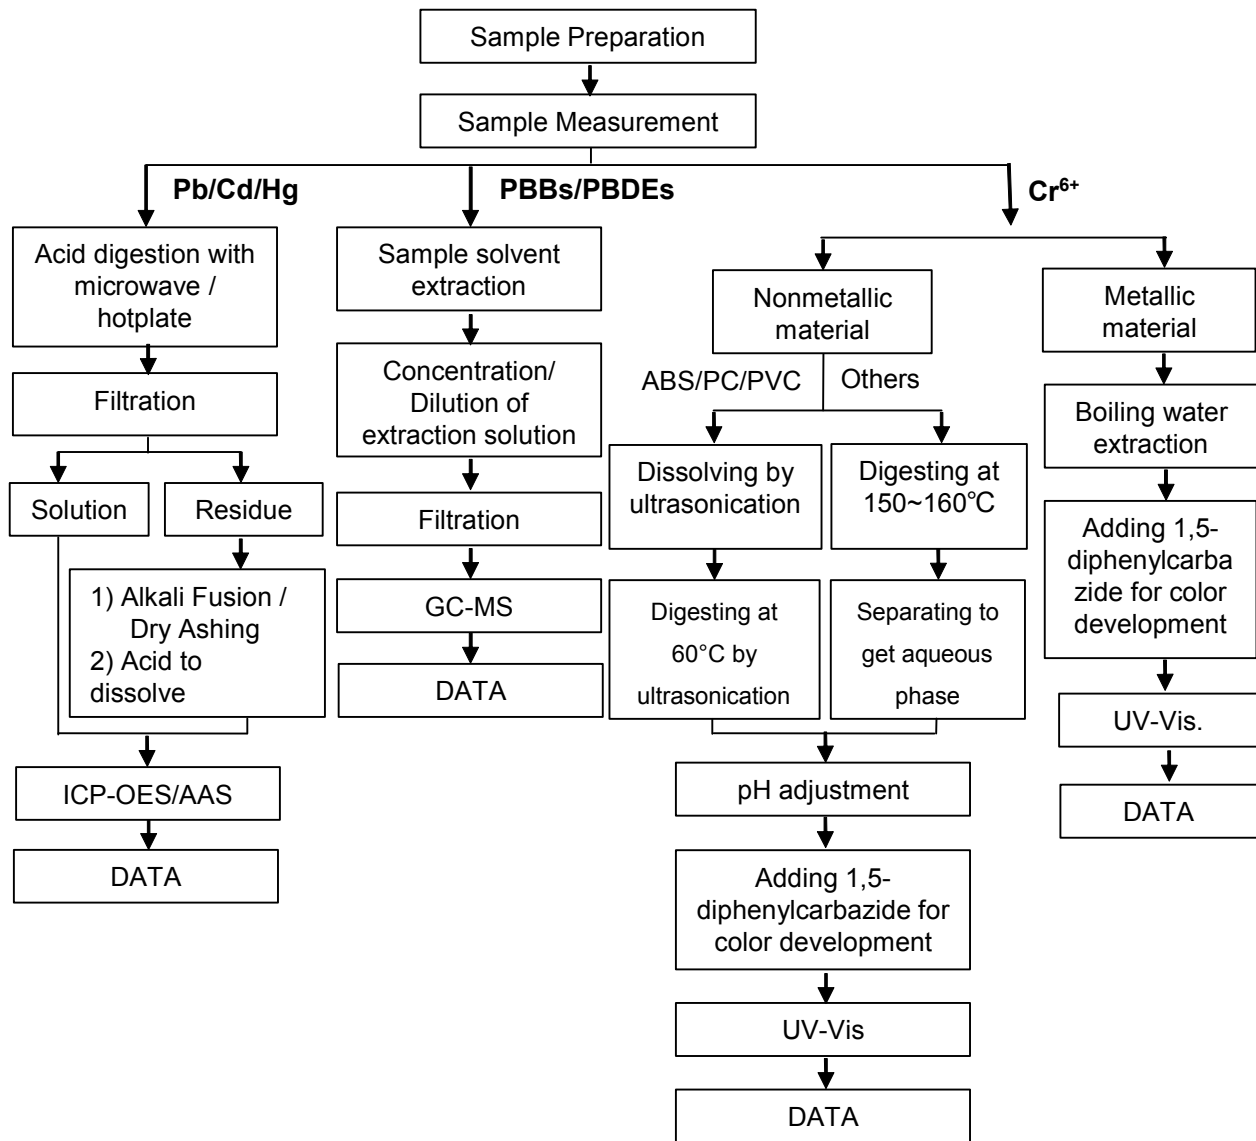 Sample Preparation
Sample Measurement
Pb/Cd/Hg
PBBs/PBDEs
Cr⁶⁺
Acid digestion with
microwave /
hotplate
Filtration
Solution
Residue
1) Alkali Fusion /
Dry Ashing
2) Acid to
dissolve
ICP-OES/AAS
DATA
Sample solvent
extraction
Concentration/
Dilution of
extraction solution
Filtration
GC-MS
DATA
Nonmetallic
material
ABS/PC/PVC
Others
Dissolving by
ultrasonication
Digesting at
60°C by
ultrasonication
Digesting at
150~160℃
Separating to
get aqueous
phase
pH adjustment
Adding 1,5-
diphenylcarbazide for
color development
UV-Vis
DATA
Metallic
material
Boiling water
extraction
Adding 1,5-
diphenylcarba
zide for color
development
UV-Vis.
DATA